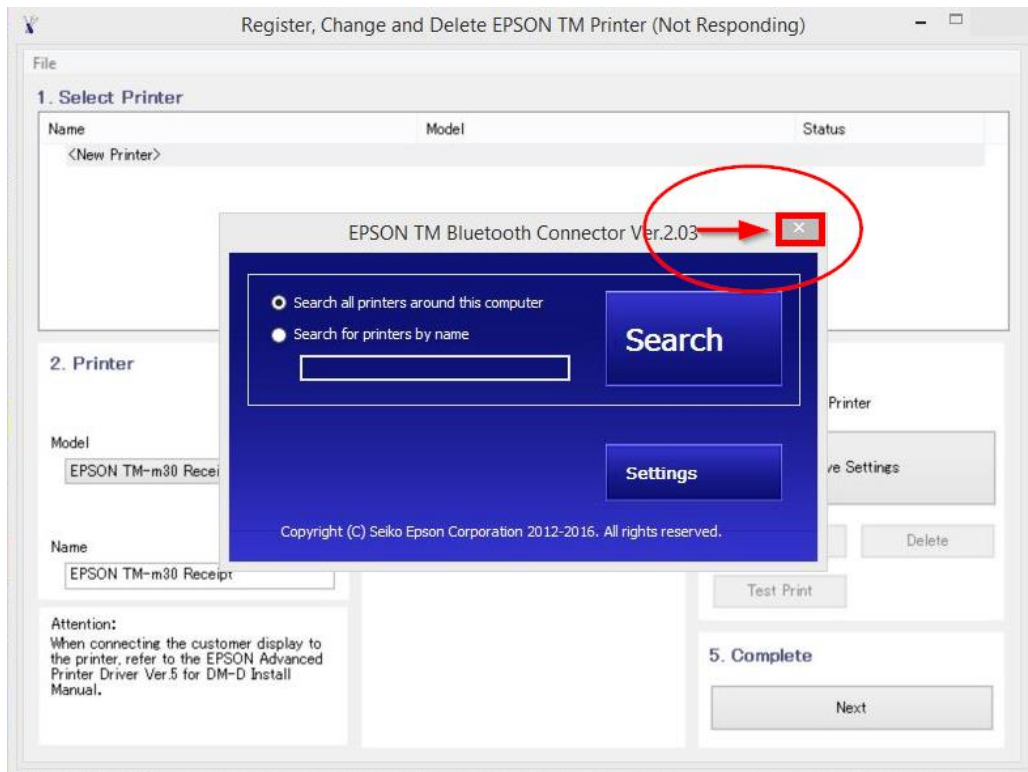 Register, Change and Delete EPSON TM Printer (Not Responding)
File
1. Select Printer
Name Model Status
<New Printer>
EPSON TM Bluetooth Connector Ver.2.03
Search all printers around this computer
Search for printers by name
Search
Settings
Copyright (C) Seiko Epson Corporation 2012-2016. All rights reserved.
2. Printer
Model
EPSON TM-m30 Recei
Name
EPSON TM-m30 Receipt
Attention:
When connecting the customer display to
the printer, refer to the EPSON Advanced
Printer Driver Ver.5 for DM-D Install
Manual.
Printer
ve Settings
Delete
Test Print
5. Complete
Next